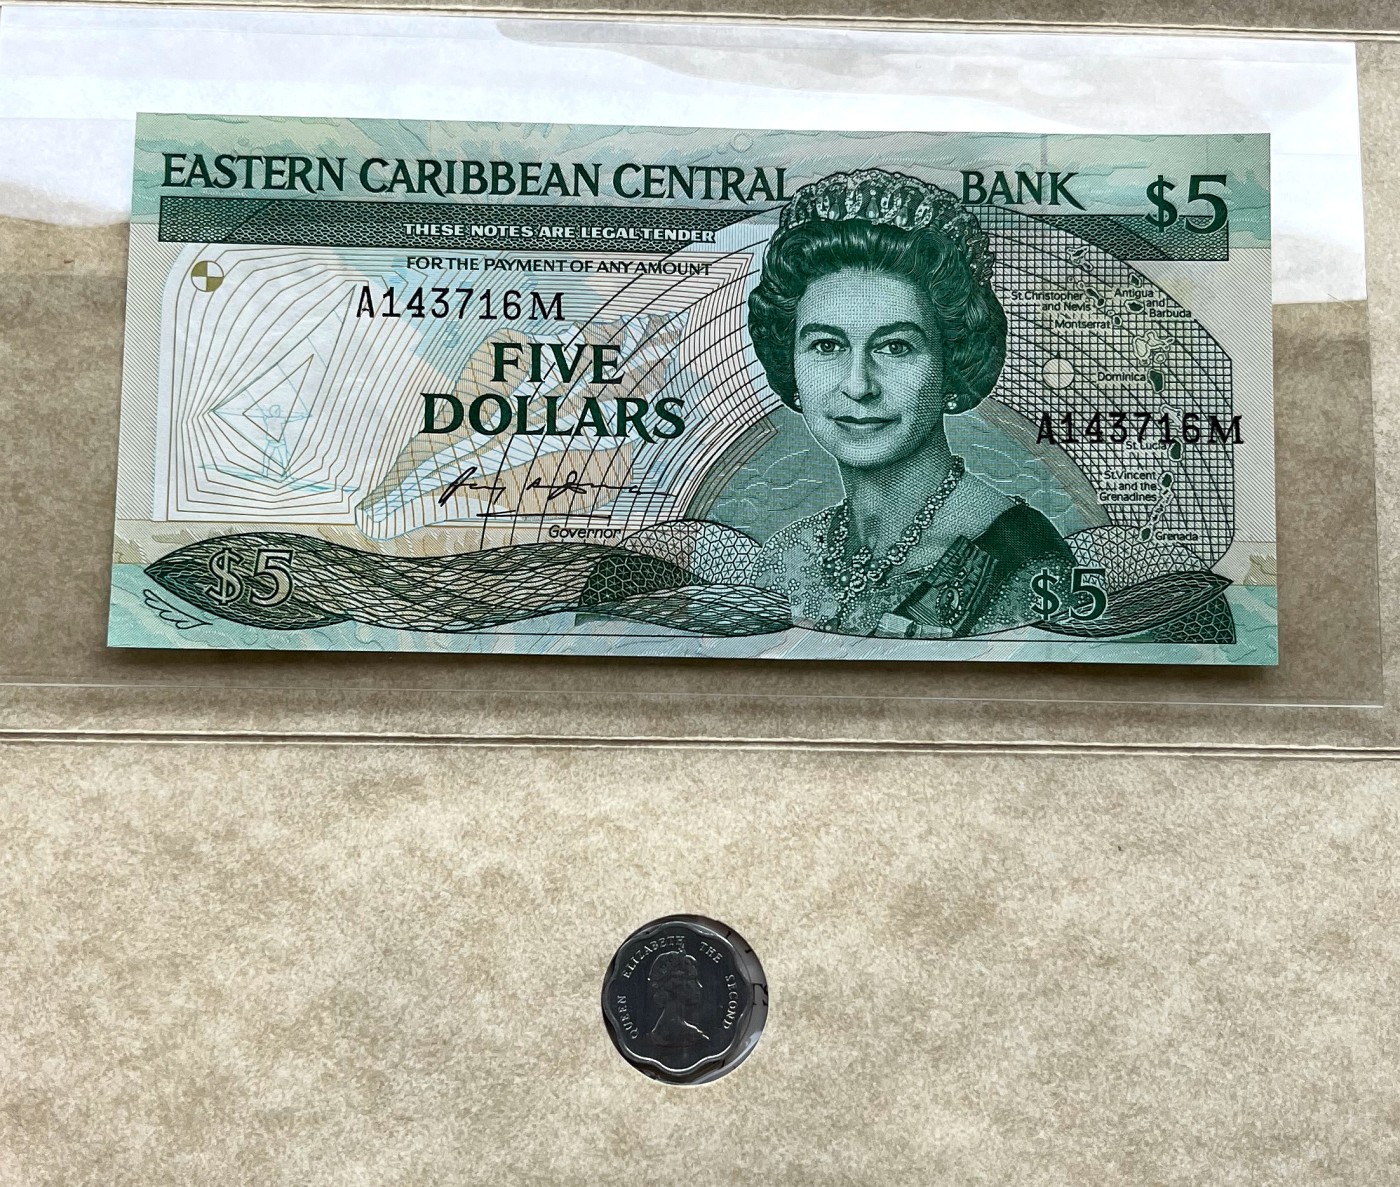 EASTERN CARIBBEAN CENTRAL BANK $5
THESE NOTES ARE LEGAL TENDER
FOR THE PAYMENT OF ANY AMOUNT
A143716M
FIVE
DOLLARS
Governor
$5
St.Christopher
and Nevis
Antigua
and
Barbuda
Montserrat
Dominica
A143716M
St. Lucia
St.Vincent
and the
Grenadines
Grenada
$5
QUEEN ELIZABETH THE SECOND